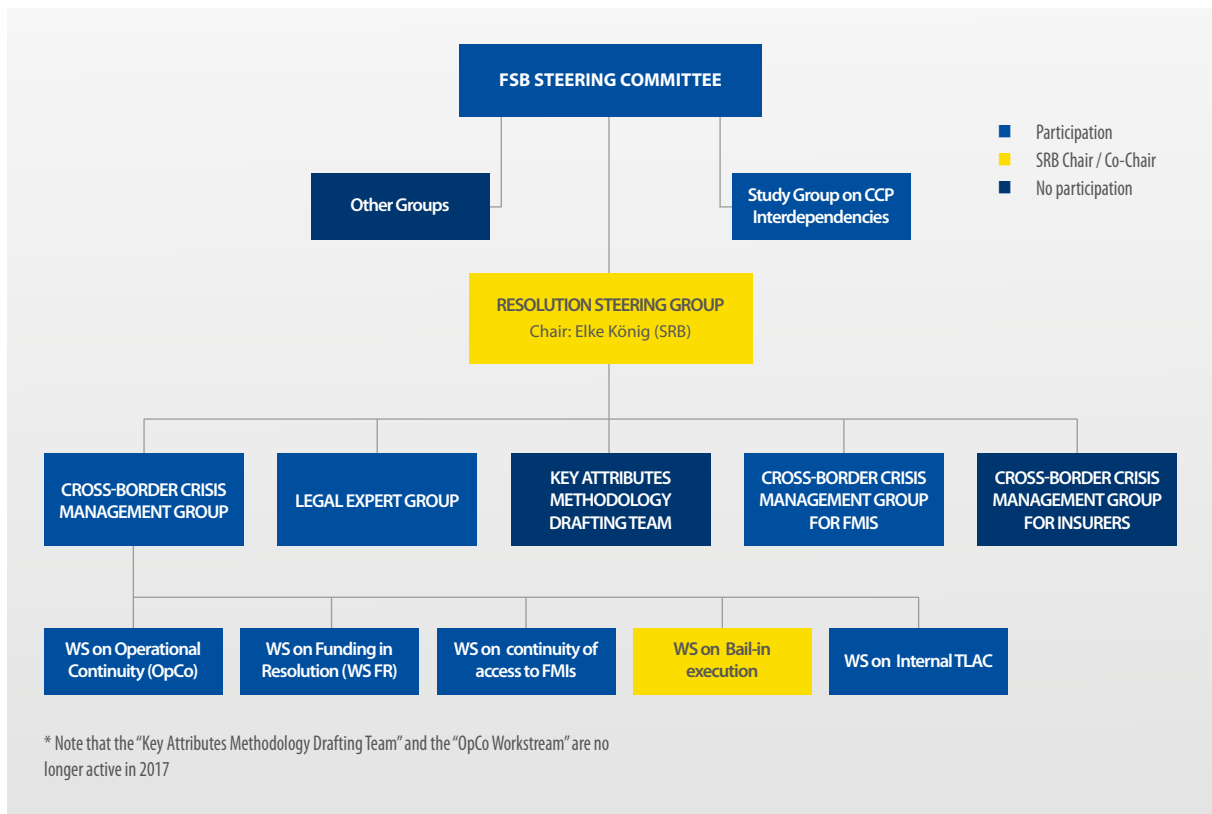 FSB STEERING COMMITTEE
Participation
SRB Chair / Co-Chair
No participation
Other Groups
Study Group on CCP
Interdependencies
RESOLUTION STEERING GROUP
Chair: Elke König (SRB)
CROSS-BORDER CRISIS
MANAGEMENT GROUP
LEGAL EXPERT GROUP
KEY ATTRIBUTES
METHODOLOGY
DRAFTING TEAM
CROSS-BORDER CRISIS
MANAGEMENT GROUP
FOR FMIS
CROSS-BORDER CRISIS
MANAGEMENT GROUP
FOR INSURERS
WS on Operational
Continuity (OpCo)
WS on Funding in
Resolution (WS FR)
WS on continuity of
access to FMIs
WS on Bail-in
execution
WS on Internal TLAC
* Note that the “Key Attributes Methodology Drafting Team” and the “OpCo Workstream” are no
longer active in 2017